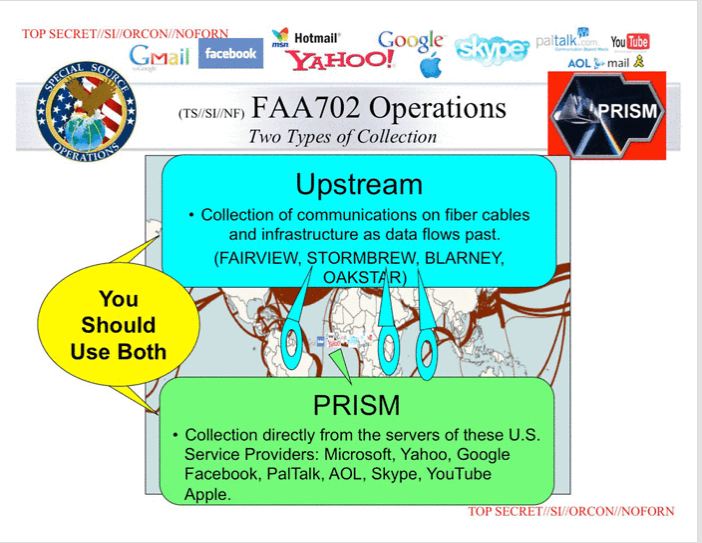 TOP SECRET//SI//ORCON//NOFORN
Gmail
by Google
facebook
msn Hotmail
YAHOO!
Google
skype
paltalk.com
YouTube
AOL mail
SPECIAL SOURCE OPERATIONS
(TS//SI//NF) FAA702 Operations
Two Types of Collection
PRISM
Upstream
• Collection of communications on fiber cables
and infrastructure as data flows past.
(FAIRVIEW, STORMBREW, BLARNEY,
OAKSTAR)
You
Should
Use Both
PRISM
• Collection directly from the servers of these U.S.
Service Providers: Microsoft, Yahoo, Google
Facebook, PalTalk, AOL, Skype, YouTube
Apple.
TOP SECRET//SI//ORCON//NOFORN